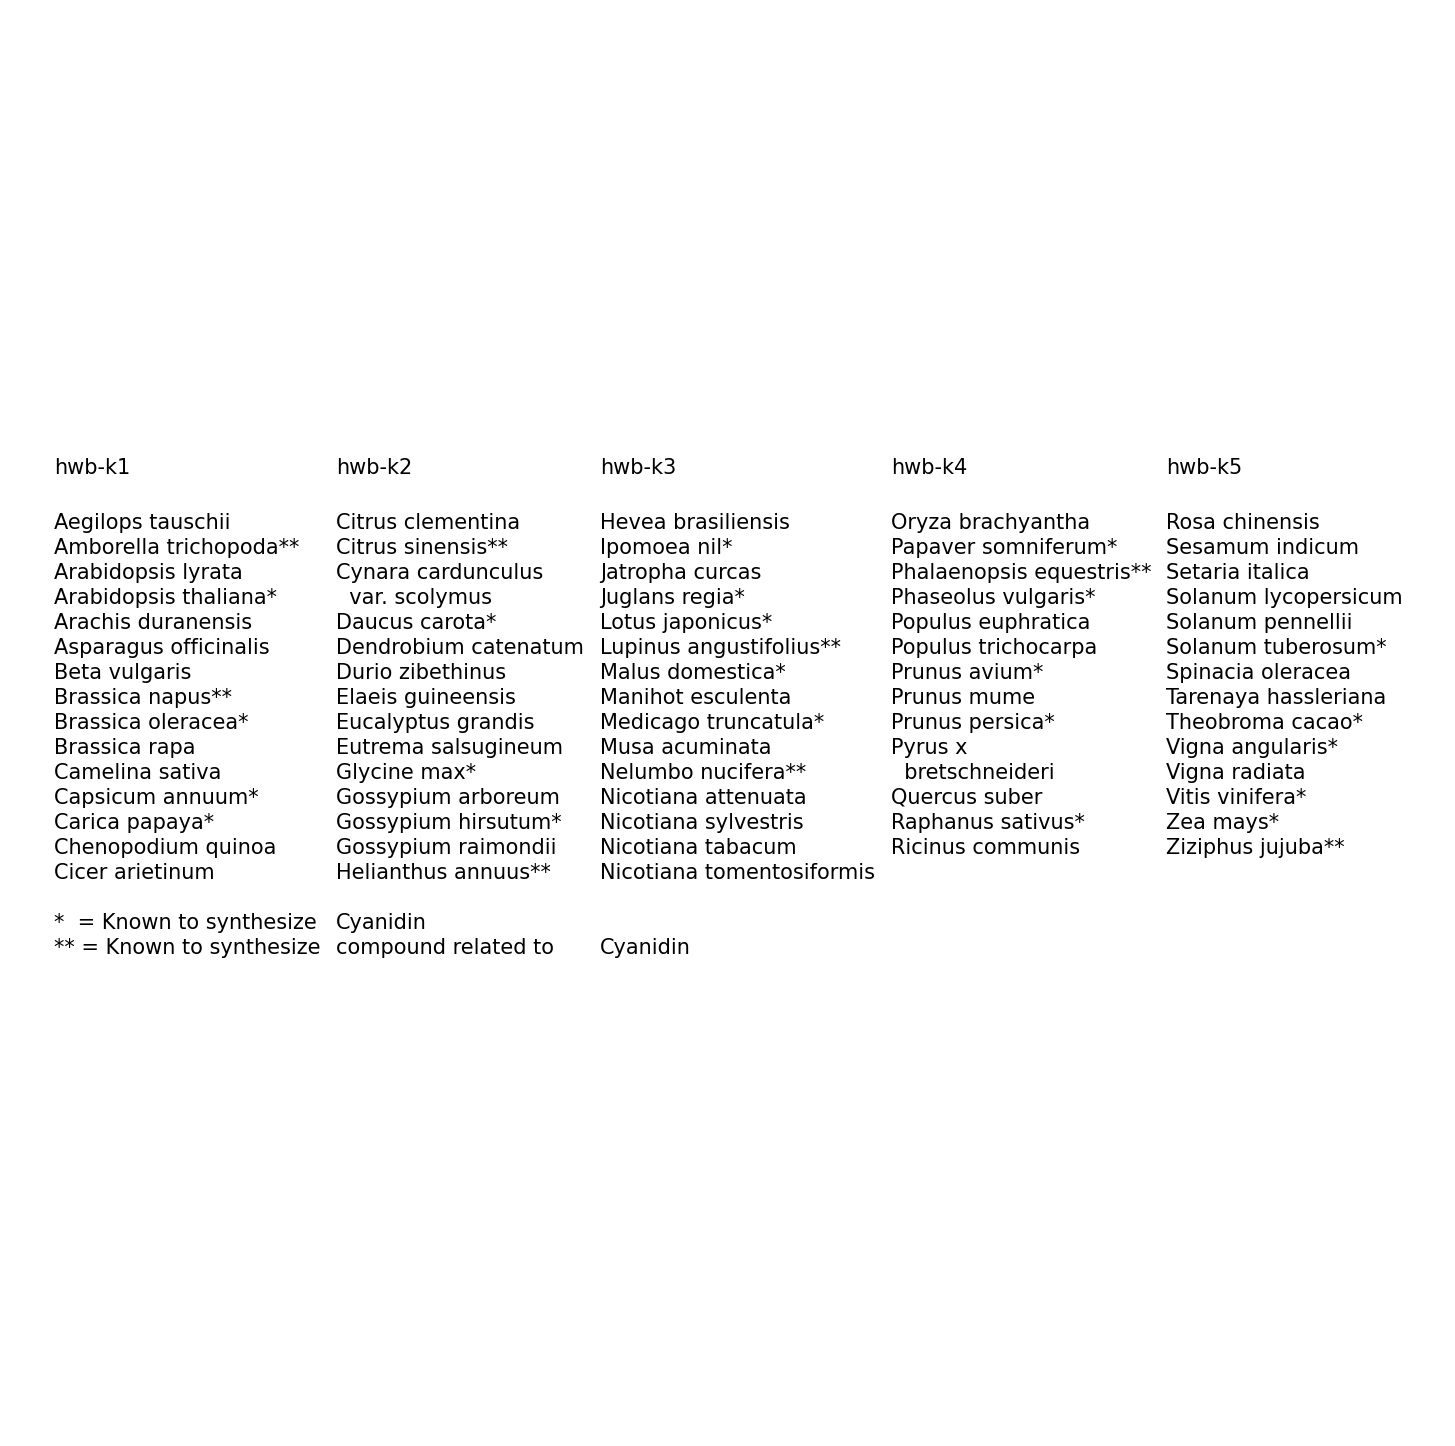 hwb-k1
Aegilops tauschii
Amborella trichopoda**
Arabidopsis lyrata
Arabidopsis thaliana*
Arachis duranensis
Asparagus officinalis
Beta vulgaris
Brassica napus**
Brassica oleracea*
Brassica rapa
Camelina sativa
Capsicum annuum*
Carica papaya*
Chenopodium quinoa
Cicer arietinum
hwb-k2
Citrus clementina
Citrus sinensis**
Cynara cardunculus
var. scolymus
Daucus carota*
Dendrobium catenatum
Durio zibethinus
Elaeis guineensis
Eucalyptus grandis
Eutrema salsugineum
Glycine max*
Gossypium arboreum
Gossypium hirsutum*
Gossypium raimondii
Helianthus annuus**
hwb-k3
Hevea brasiliensis
Ipomoea nil*
Jatropha curcas
Juglans regia*
Lotus japonicus*
Lupinus angustifolius**
Malus domestica*
Manihot esculenta
Medicago truncatula*
Musa acuminata
Nelumbo nucifera**
Nicotiana attenuata
Nicotiana sylvestris
Nicotiana tabacum
Nicotiana tomentosiformis
hwb-k4
Oryza brachyantha
Papaver somniferum*
Phalaenopsis equestris**
Phaseolus vulgaris*
Populus euphratica
Populus trichocarpa
Prunus avium*
Prunus mume
Prunus persica*
Pyrus x
bretschneideri
Quercus suber
Raphanus sativus*
Ricinus communis
hwb-k5
Rosa chinensis
Sesamum indicum
Setaria italica
Solanum lycopersicum
Solanum pennellii
Solanum tuberosum*
Spinacia oleracea
Tarenaya hassleriana
Theobroma cacao*
Vigna angularis*
Vigna radiata
Vitis vinifera*
Zea mays*
Ziziphus jujuba**
* = Known to synthesize Cyanidin
** = Known to synthesize compound related to Cyanidin